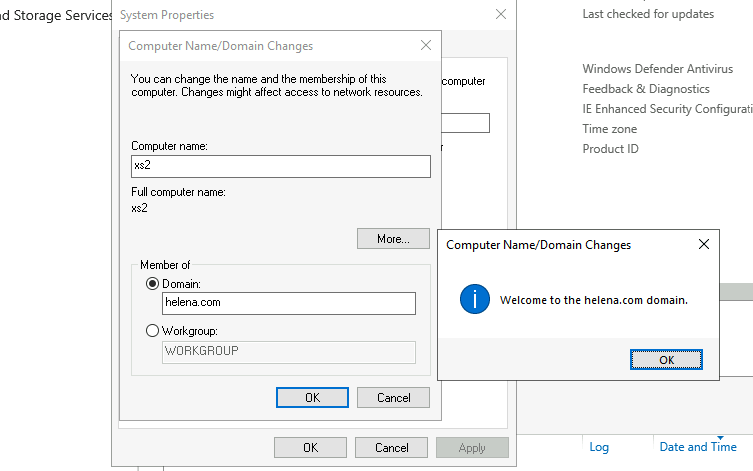 nd Storage Services
System Properties
Computer Name/Domain Changes
You can change the name and the membership of this
computer. Changes might affect access to network resources.
computer
Computer name:
xs2
Full computer name:
xs2
More...
Member of
Domain:
helena.com
Workgroup:
WORKGROUP
OK
Cancel
OK
Cancel
Apply
Last checked for updates
Windows Defender Antivirus
Feedback & Diagnostics
IE Enhanced Security Configurati
Time zone
Product ID
Computer Name/Domain Changes
Welcome to the helena.com domain.
OK
Log
Date and Time